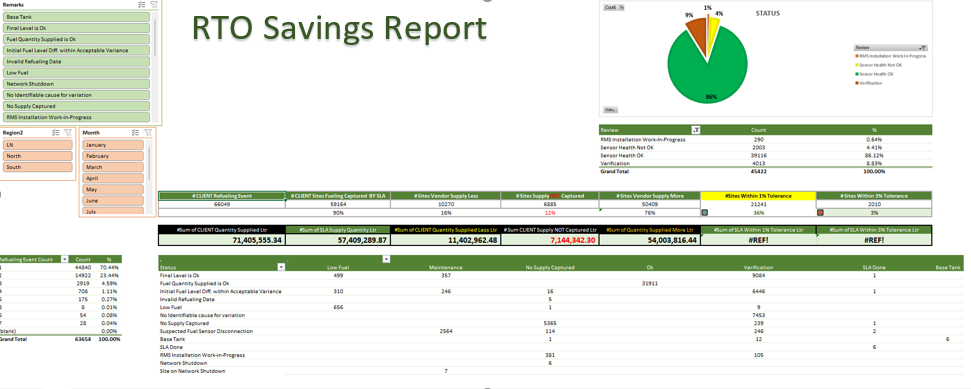 Remarks
Base Tank
Final Level is Ok
Fuel Quantity Supplied is Ok
Initial Fuel Level Diff. within Acceptable Variance
Invalid Refueling Date
Low Fuel
Network Shutdown
No Identifiable cause for variation
No Supply Captured
RMS Installation Work-in-Progress
Region2
LN
North
South
Month
January
February
March
April
May
June
July
RTO Savings Report
Count %
STATUS
1%
4%
9%
86%
Review
RMS Installation Work-In-Progress
Sensor Health Not OK
Sensor Health OK
Verification
Valu...
Review Count %
RMS Installation Work-In-Progress 290 0.64%
Sensor Health Not OK 2003 4.41%
Sensor Health OK 39116 86.12%
Verification 4013 8.83%
Grand Total 45422 100.00%
# CLIENT Refueling Event # CLIENT Sites Fueling Captured BY SLA #Sites Vendor Supply Less #Sites Supply NOT Captured #Sites Vendor Supply More #Sites Within 1% Tolerance #Sites Within 3% Tolerance
66049 59164 10270 6885 50409 21241 2010
90% 16% 12% 76% 36% 3%
#Sum of CLIENT Quantity Supplied Ltr #Sum of SLA Supply Quantity Ltr #Sum of CLIENT Quantity Supplied Less Ltr #Sum CLIENT Supply NOT Captured Ltr #Sum of Quantity Supplied More Ltr #Sum of SLA Within 1% Tolerance Ltr #Sum of SLA Within 3% Tolerance Ltr
71,405,555.34 57,409,289.87 11,402,962.48 7,144,342.30 54,003,816.44 #REF! #REF!
Refueling Event Count Count %
1 44840 70.44%
2 14922 23.44%
3 2919 4.59%
708 1.11%
175 0.27%
8 0.01%
54 0.08%
28 0.04%
(blank) 0.00%
Grand Total 63654 100.00%
Status Low Fuel Maintenance No Supply Captured Ok Verification SLA Done Base Tank
Final Level is Ok 499 357 9084 1
Fuel Quantity Supplied is Ok 31911
Initial Fuel Level Diff. within Acceptable Variance 310 246 16 6446 1
Invalid Refueling Date 5
Low Fuel 656 1 9
No Identifiable cause for variation 7453
No Supply Captured 5365 239 1
Suspected Fuel Sensor Disconnection 2564 114 246 2
Base Tank 1 12 6
SLA Done 6
RMS Installation Work-in-Progress 381 105
Network Shutdown 6
Site on Network Shutdown 7